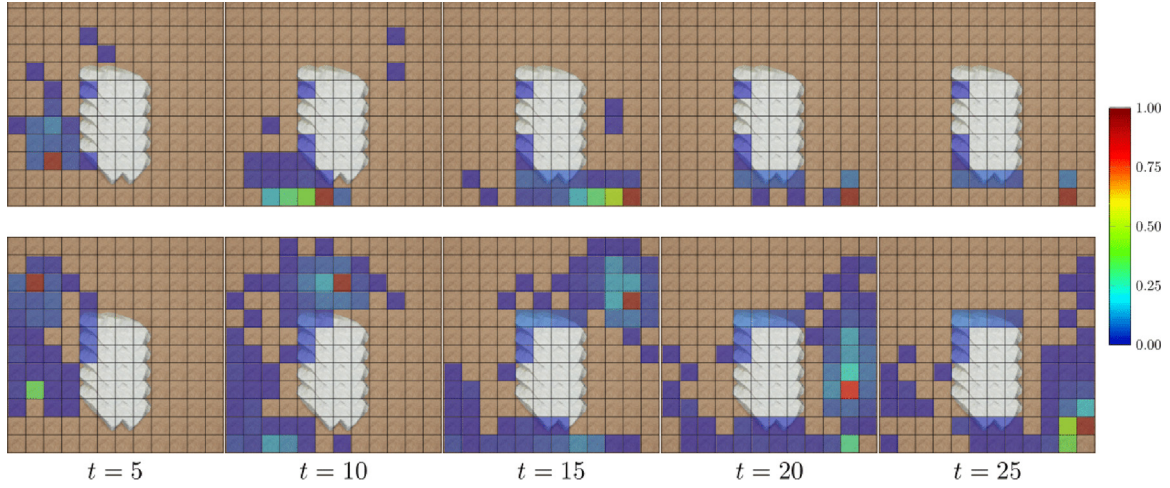 1.00
0.75
0.50
0.25
0.00
t = 5
t = 10
t = 15
t = 20
t = 25